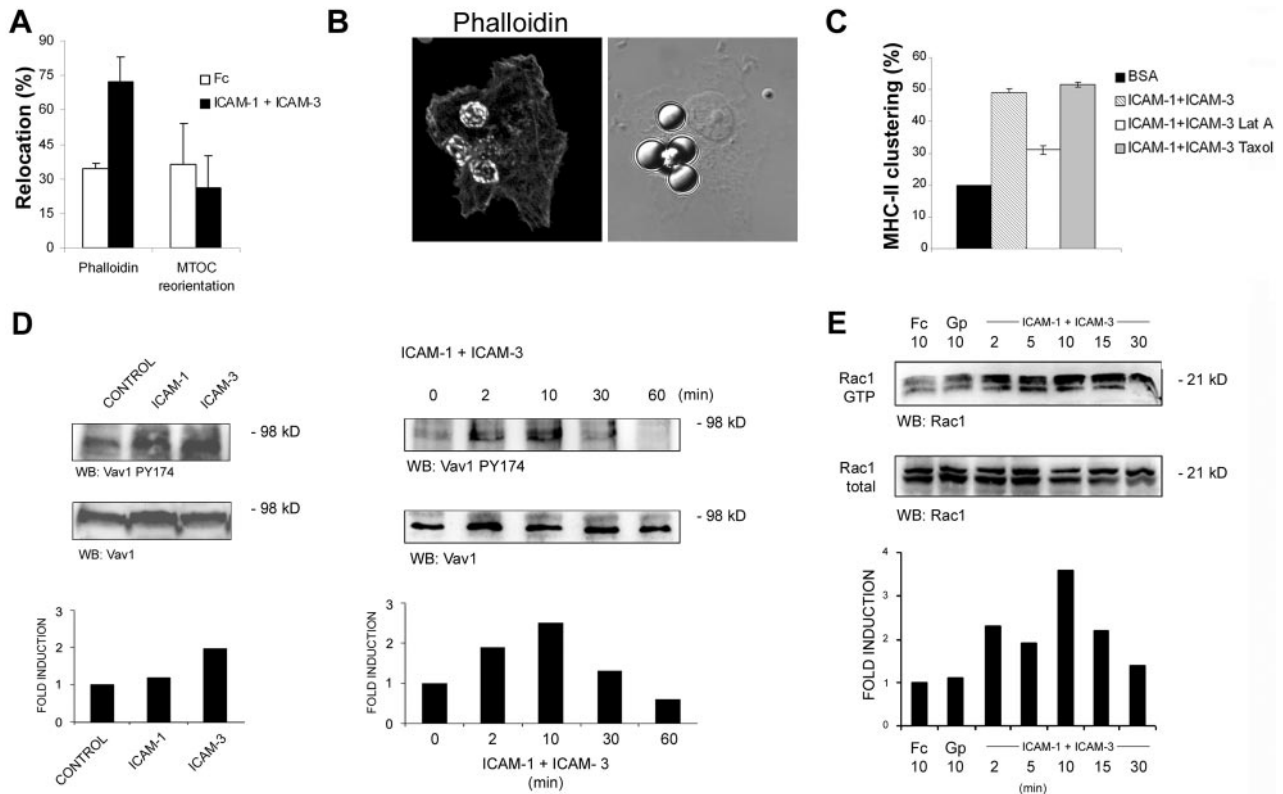 A
Relocation (%)
90
75
60
45
30
15
0
Fc
ICAM-1 + ICAM-3
Phalloidin
MTOC
reorientation
B
Phalloidin
C
MHC-II clustering (%)
60
50
40
30
20
10
0
BSA
ICAM-1+ICAM-3
ICAM-1+ICAM-3 Lat A
ICAM-1+ICAM-3 Taxol
D
CONTROL ICAM-1 ICAM-3
- 98 kD
WB: Vav1 PY174
- 98 kD
WB: Vav1
FOLD INDUCTION
3
2
1
0
CONTROL ICAM-1 ICAM-3
ICAM-1 + ICAM-3
0 2 10 30 60 (min)
- 98 kD
WB: Vav1 PY174
- 98 kD
WB: Vav1
FOLD INDUCTION
3
2
1
0
0 2 10 30 60
ICAM-1 + ICAM- 3
(min)
E
Fc Gp ICAM-1 + ICAM-3
10 10 2 5 10 15 30
Rac1
GTP
- 21 kD
WB: Rac1
Rac1
total
- 21 kD
WB: Rac1
FOLD INDUCTION
4
2
0
Fc Gp ICAM-1 + ICAM-3
10 10 2 5 10 15 30
(min)